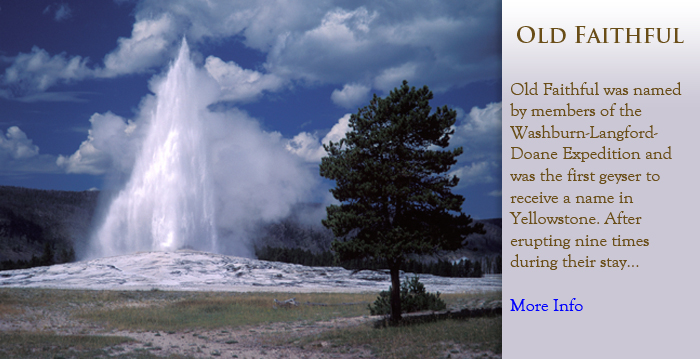 Old Faithful
Old Faithful was named
by members of the
Washburn-Langford-
Doane Expedition and
was the first geyser to
receive a name in
Yellowstone. After
erupting nine times
during their stay...
More Info